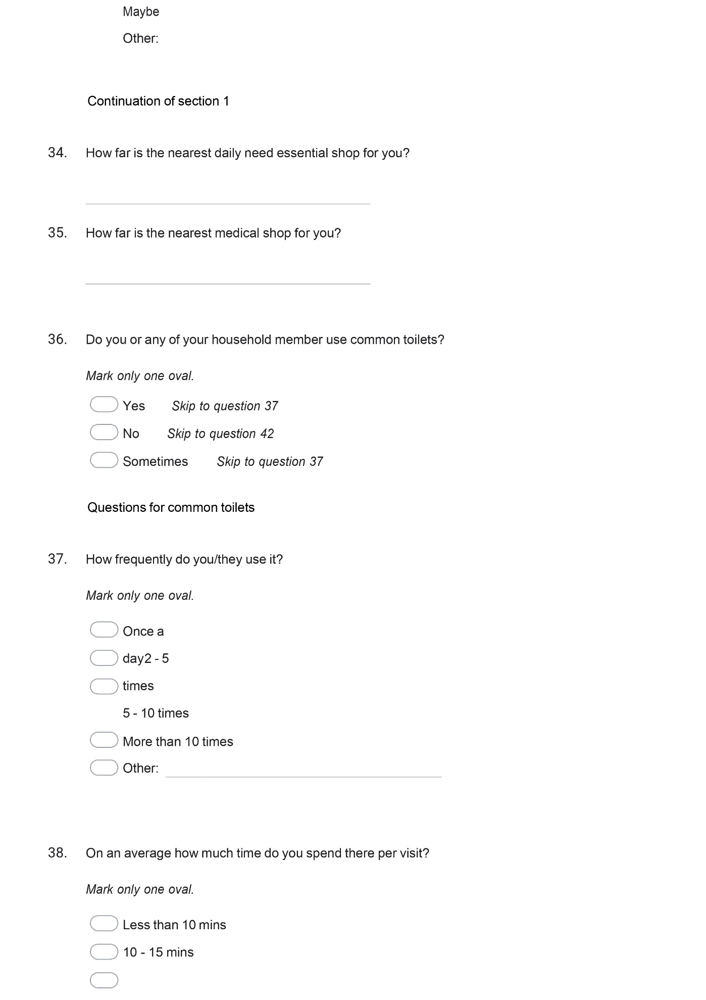 Maybe
Other:
Continuation of section 1
34. How far is the nearest daily need essential shop for you?
35. How far is the nearest medical shop for you?
36. Do you or any of your household member use common toilets?
Mark only one oval.
Yes Skip to question 37
No Skip to question 42
Sometimes Skip to question 37
Questions for common toilets
37. How frequently do you/they use it?
Mark only one oval.
Once a
day2 - 5
times
5 - 10 times
More than 10 times
Other:
38. On an average how much time do you spend there per visit?
Mark only one oval.
Less than 10 mins
10 - 15 mins